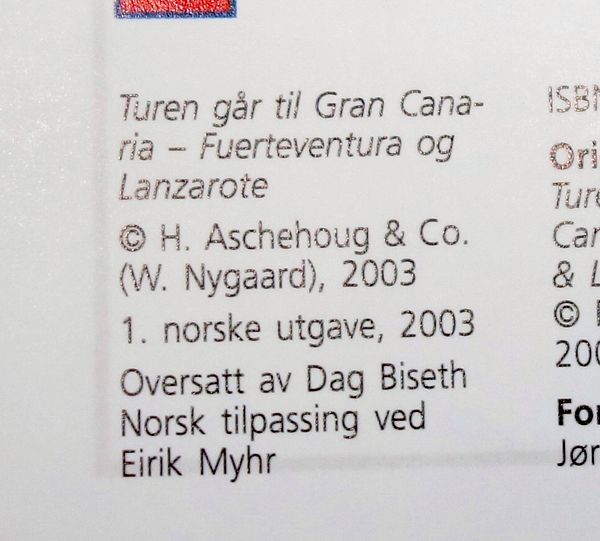 Turen går til Gran Cana-
ria – Fuerteventura og
Lanzarote
© H. Aschehoug & Co.
(W. Nygaard), 2003
1. norske utgave, 2003
Oversatt av Dag Biseth
Norsk tilpassing ved
Eirik Myhr
ISBN
&
©